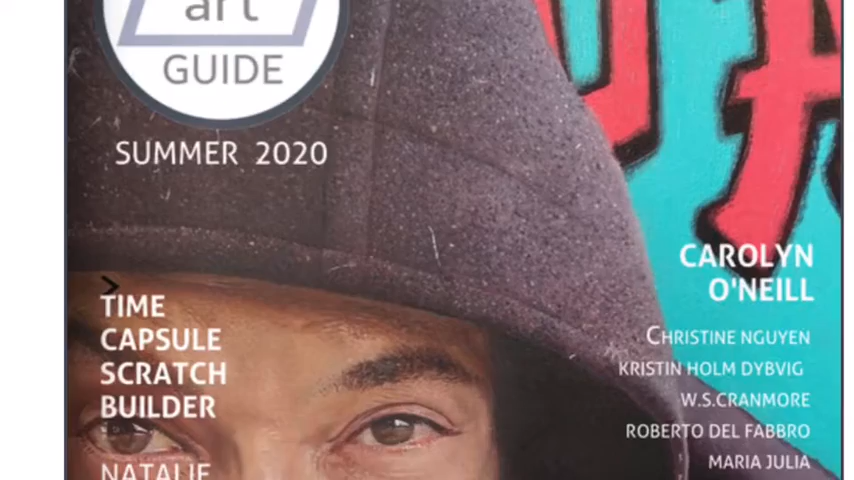 art
GUIDE
SUMMER 2020
TIME
CAPSULE
SCRATCH
BUILDER
NATALIE
CAROLYN
O'NEILL
CHRISTINE NGUYEN
KRISTIN HOLM DYBVIG
W.S.CRANMORE
ROBERTO DEL FABBRO
MARIA JULIA